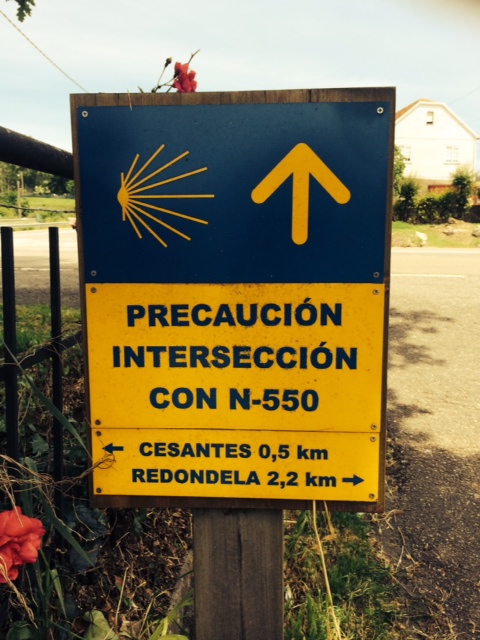 PRECAUCIÓN
INTERSECCIÓN
CON N-550
← CESANTES 0,5 km
REDONDELA 2,2 km →